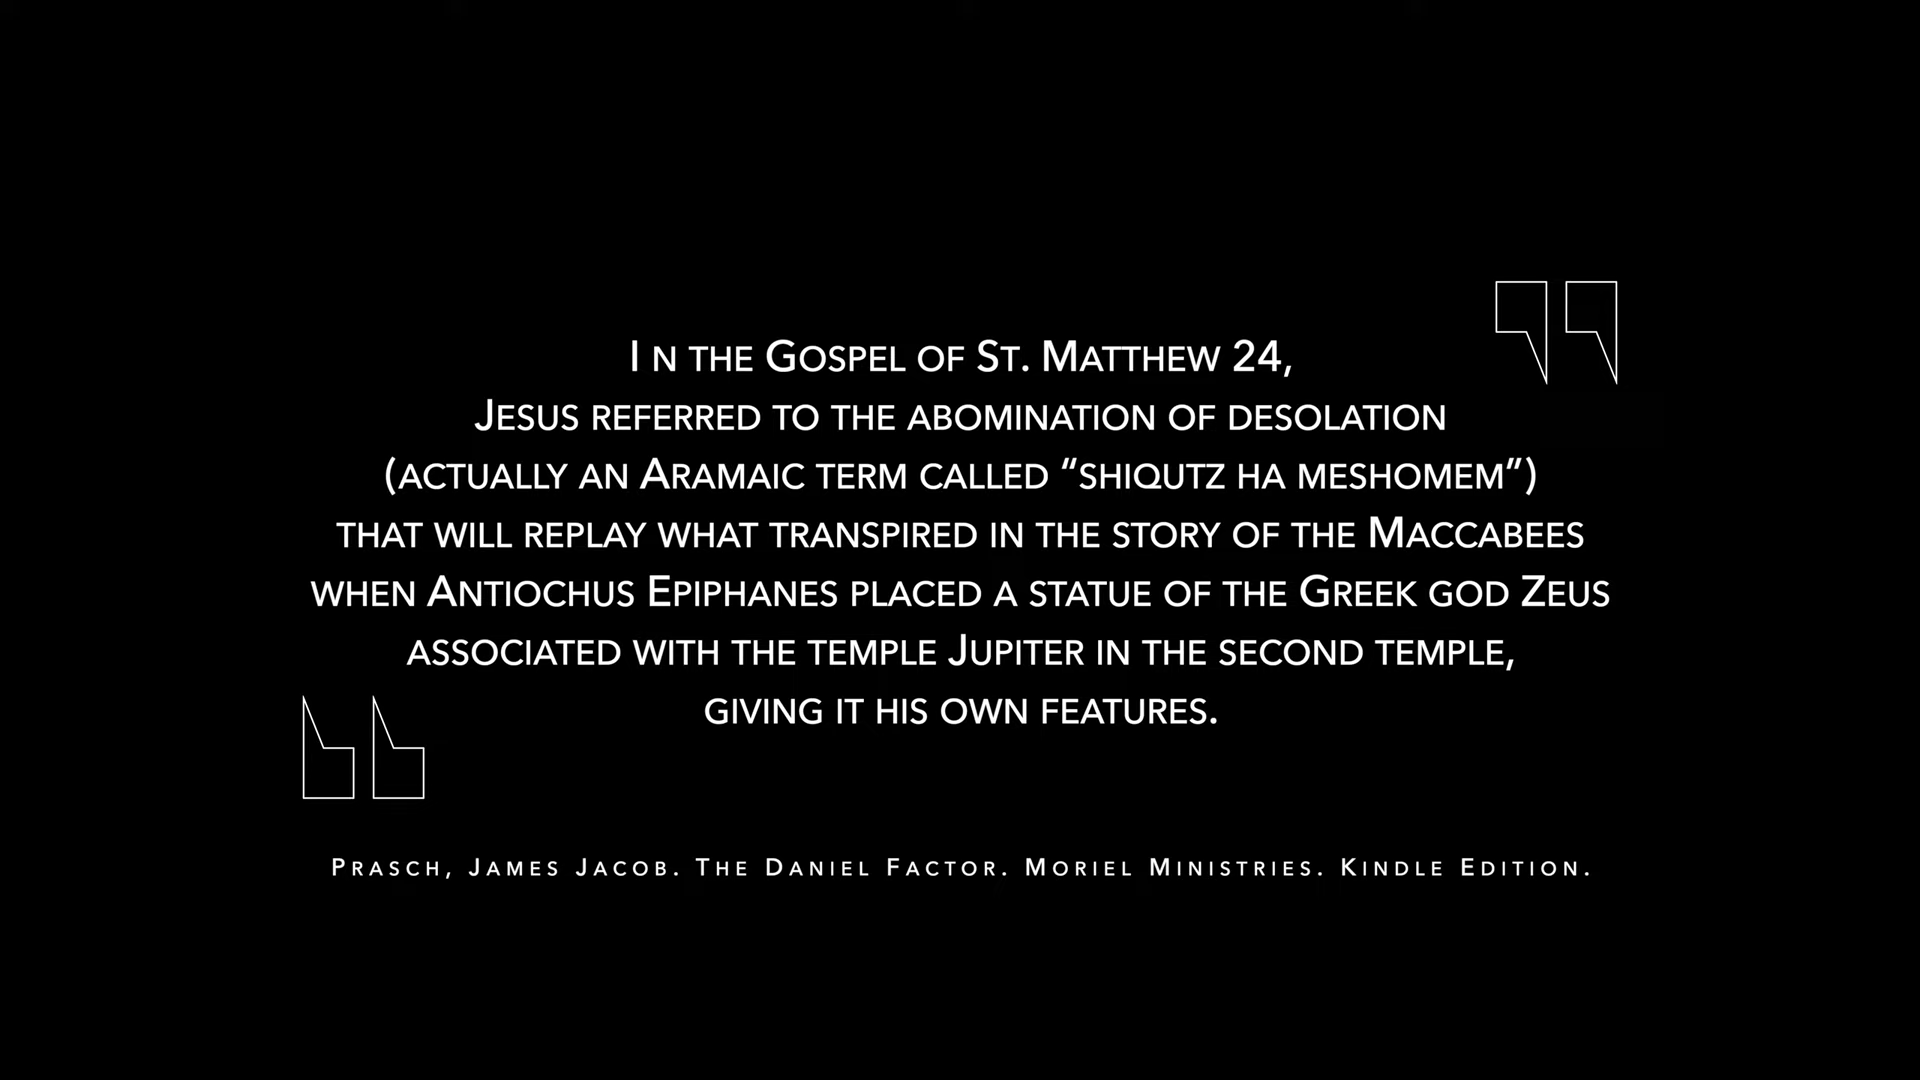 I n the Gospel of St. Matthew 24,
Jesus referred to the abomination of desolation
(actually an Aramaic term called “shiqutz ha meshomem”)
that will replay what transpired in the story of the Maccabees
when Antiochus Epiphanes placed a statue of the Greek god Zeus
associated with the temple Jupiter in the second temple,
giving it his own features.
Prasch, James Jacob. The Daniel Factor. Moriel Ministries. Kindle Edition.